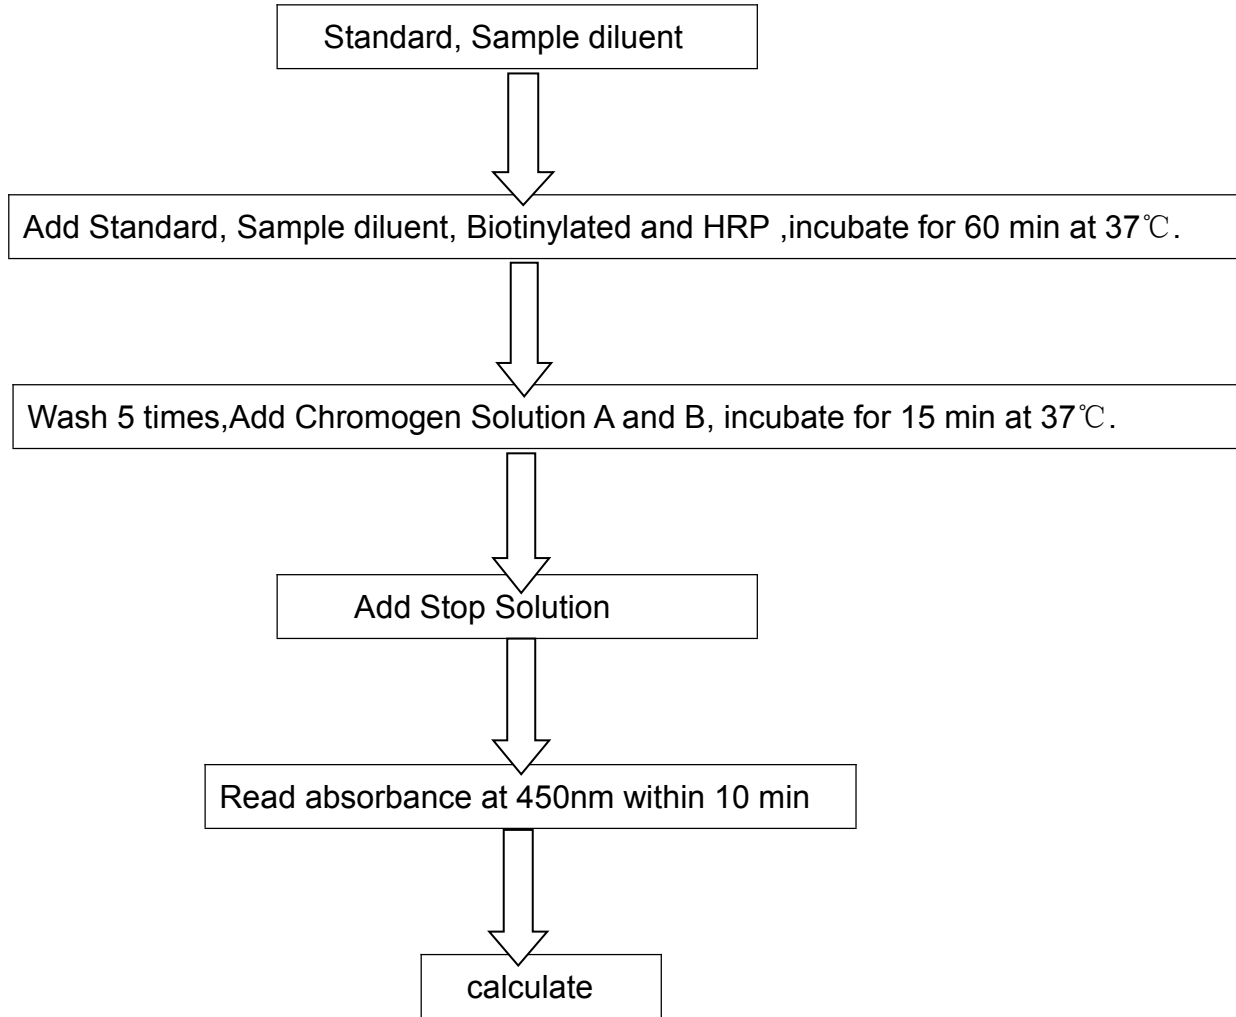 Standard, Sample diluent
Add Standard, Sample diluent, Biotinylated and HRP ,incubate for 60 min at 37℃.
Wash 5 times,Add Chromogen Solution A and B, incubate for 15 min at 37℃.
Add Stop Solution
Read absorbance at 450nm within 10 min
calculate